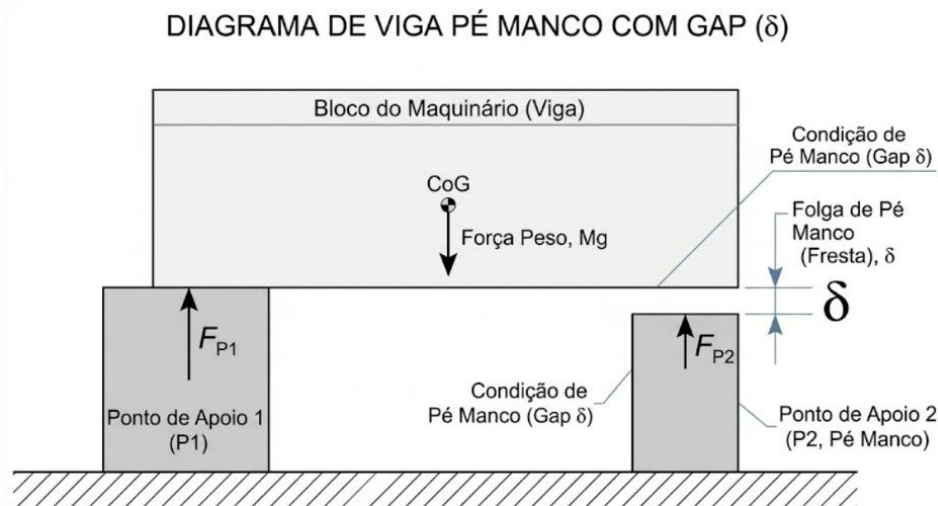 DIAGRAMA DE VIGA PÉ MANCO COM GAP (δ)
Bloco do Maquinário (Viga)
CoG
Força Peso, Mg
Condição de
Pé Manco (Gap δ)
Folga de Pé
Manco
(Fresta), δ
δ
F_P1
F_P2
Ponto de Apoio 1
(P1)
Condição de
Pé Manco (Gap δ)
Ponto de Apoio 2
(P2, Pé Manco)